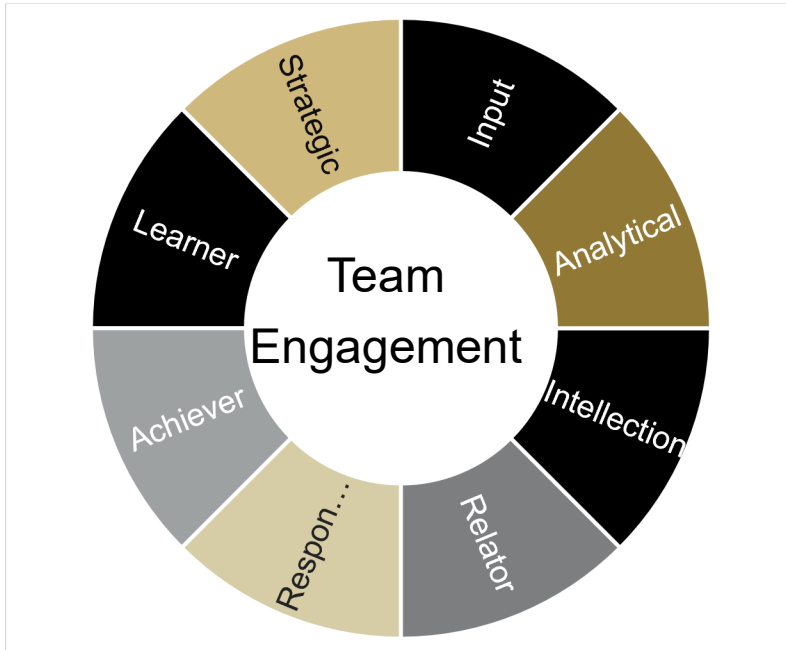 Strategic
Input
Learner
Analytical
Team
Engagement
Achiever
Intellection
Respon...
Relator